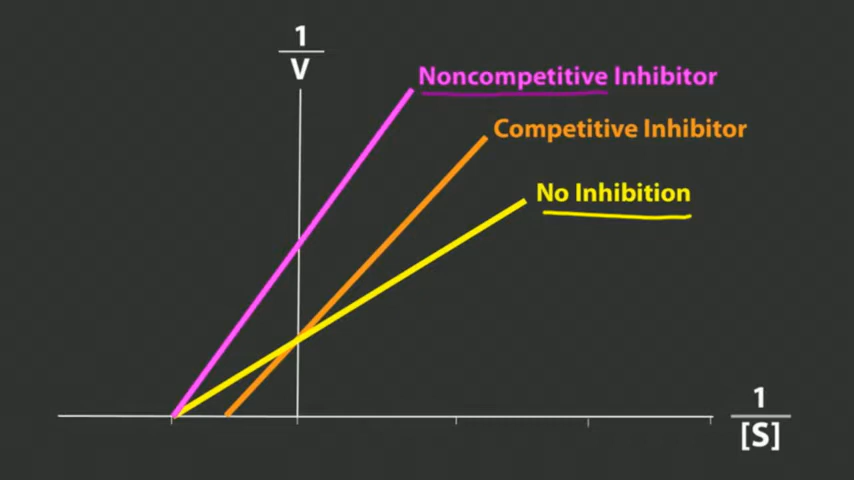 1
V
Noncompetitive Inhibitor
Competitive Inhibitor
No Inhibition
1
[S]